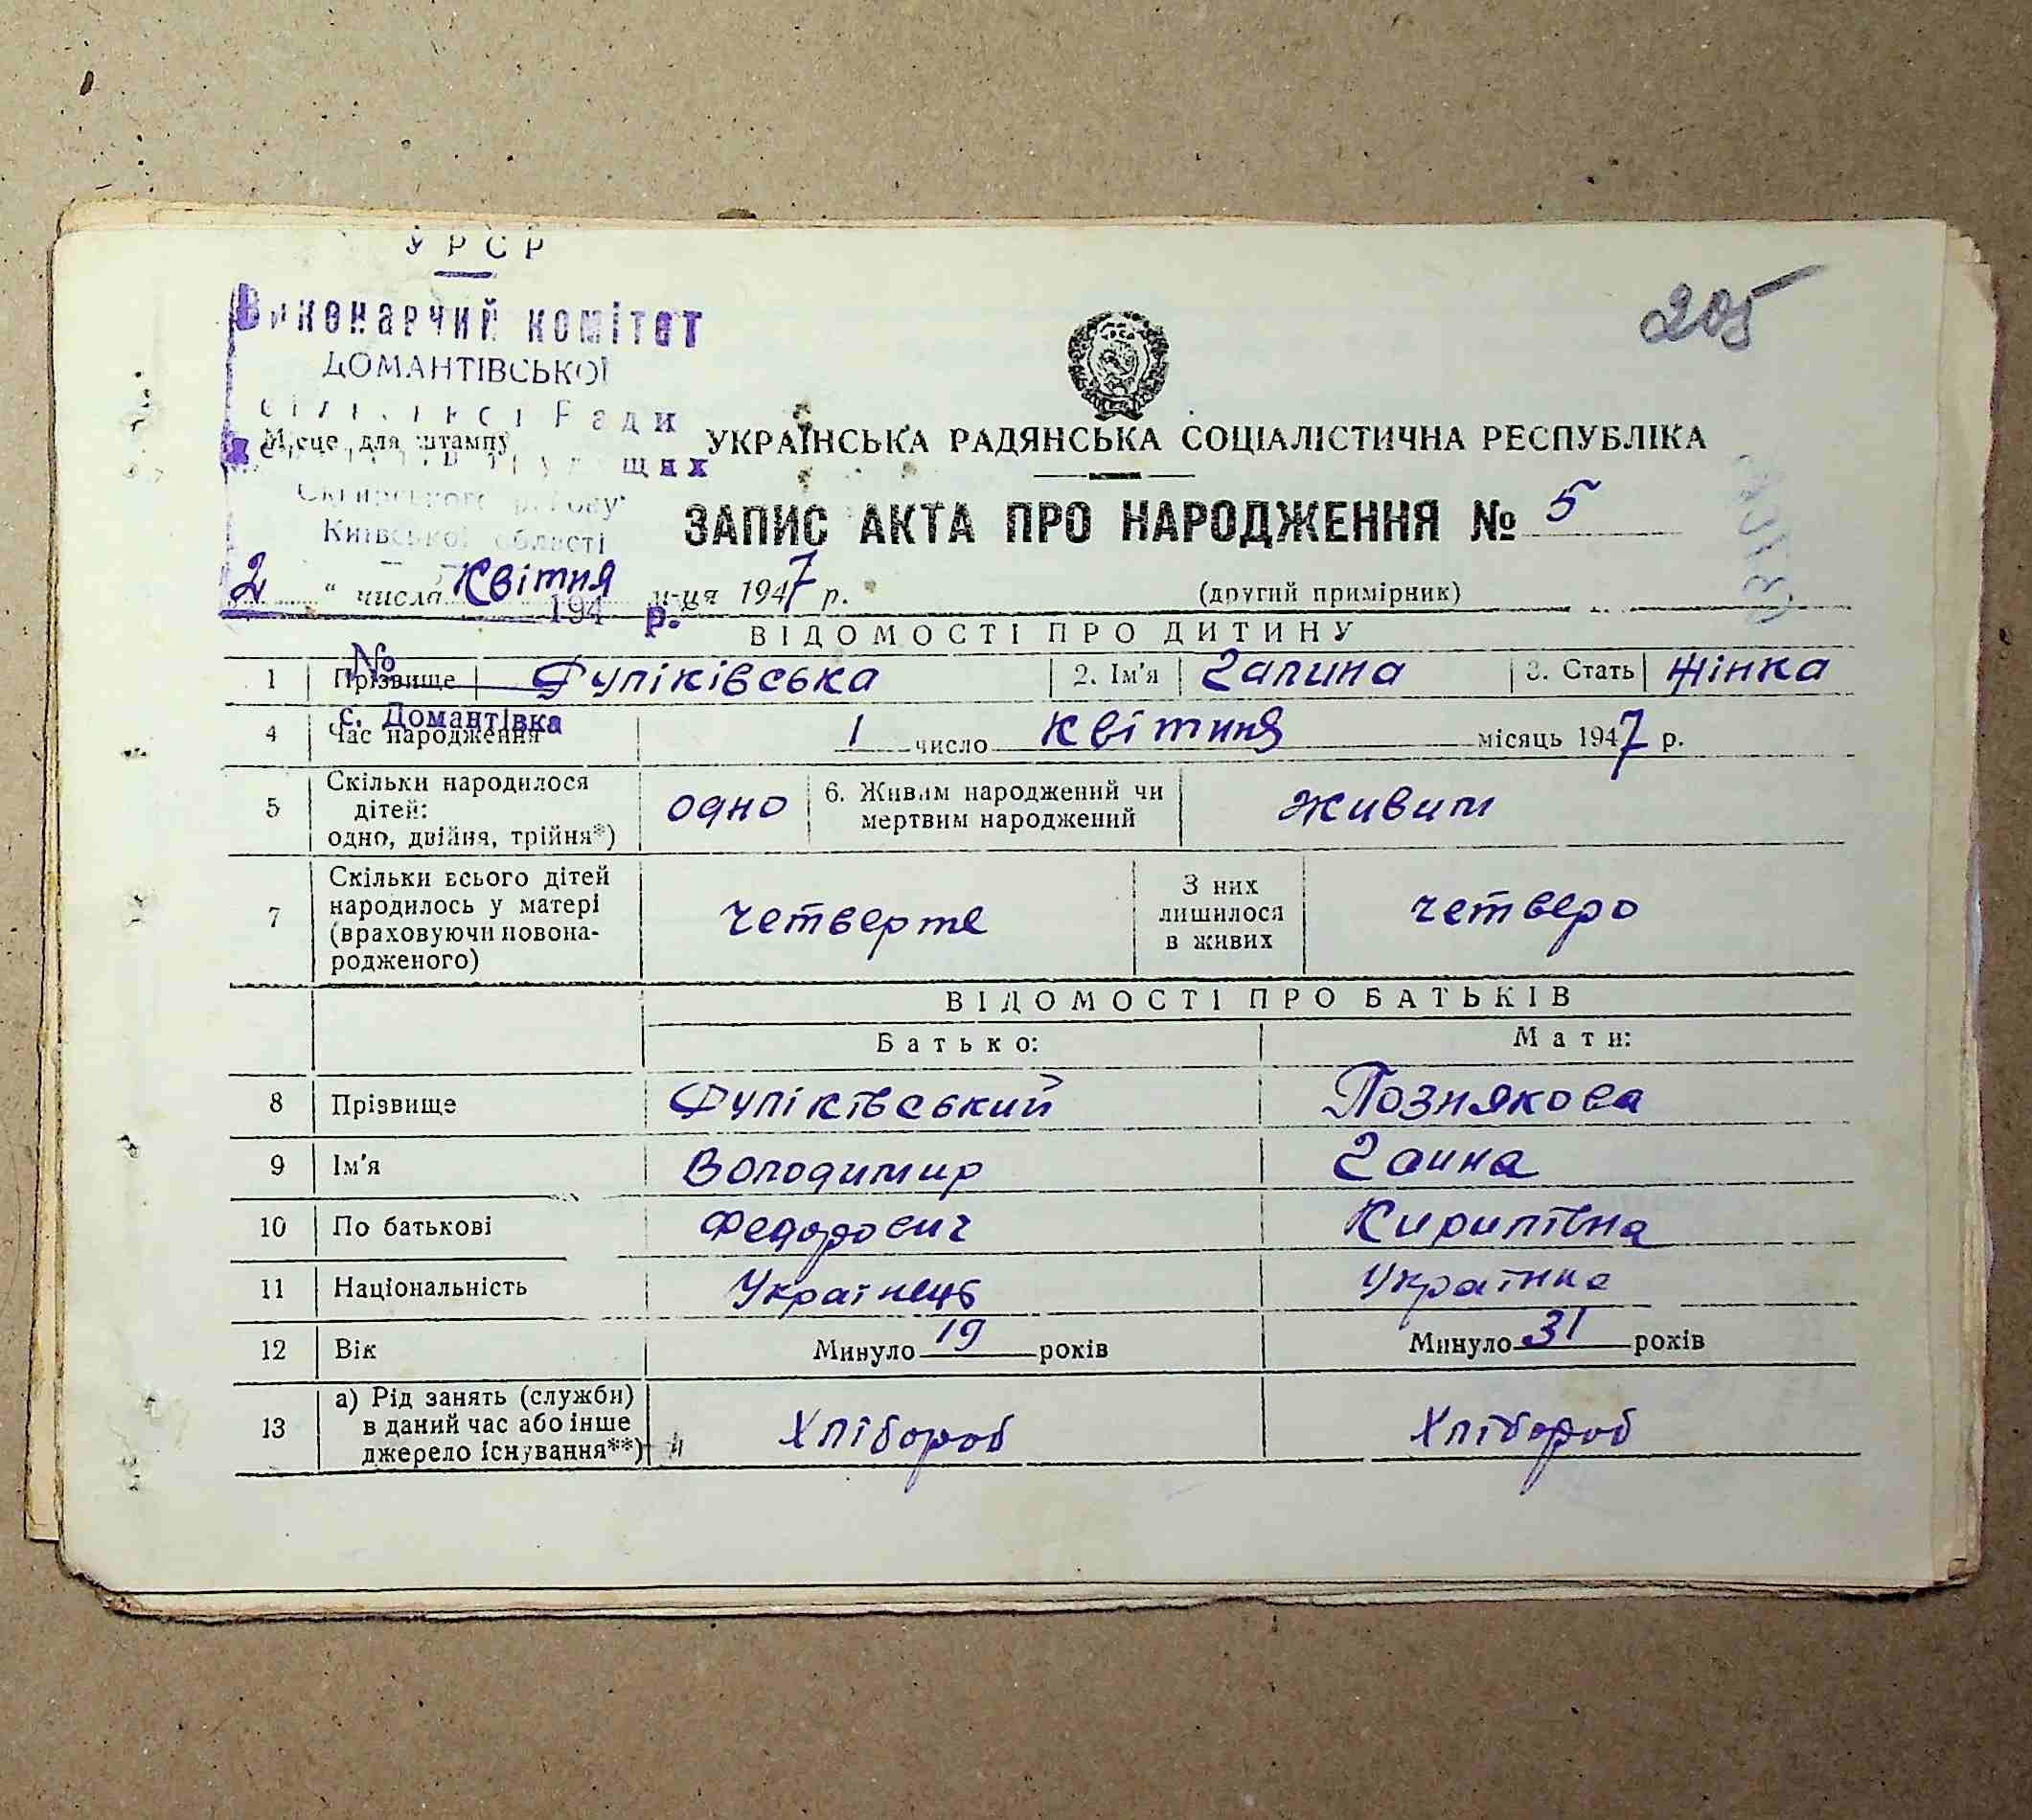 УРСР
Виконавчий комітет
ДОМАНТІВСЬКОЇ
сільської Ради
Місце для штампу
трудящих
Сквирського району
Київської області
205
УКРАЇНСЬКА РАДЯНСЬКА СОЦІАЛІСТИЧНА РЕСПУБЛІКА
ЗАПИС АКТА ПРО НАРОДЖЕННЯ № 5
2 " числа Квітня м-ця 1947 р. (другий примірник)
194 р.
ВІДОМОСТІ ПРО ДИТИНУ
№
1 Прізвище Фуліківська 2. Ім'я Галина 3. Стать Жінка
с. Домантівка
4 Час народження 1 число Квітня місяць 1947 р.
5 Скільки народилося дітей: одно, двійня, трійня*) одно 6. Живим народжений чи мертвим народжений живим
7 Скільки всього дітей народилось у матері (враховуючи новонародженого) четверте З них лишилося в живих четверо
ВІДОМОСТІ ПРО БАТЬКІВ
Батько: Мати:
8 Прізвище Фуліківський Познякова
9 Ім'я Володимир Ганна
10 По батькові Федорович Кирилівна
11 Національність Українець Українка
12 Вік Минуло 19 років Минуло 31 років
13 а) Рід занять (служби) в даний час або інше джерело існування**) Хлібороб Хлібороб